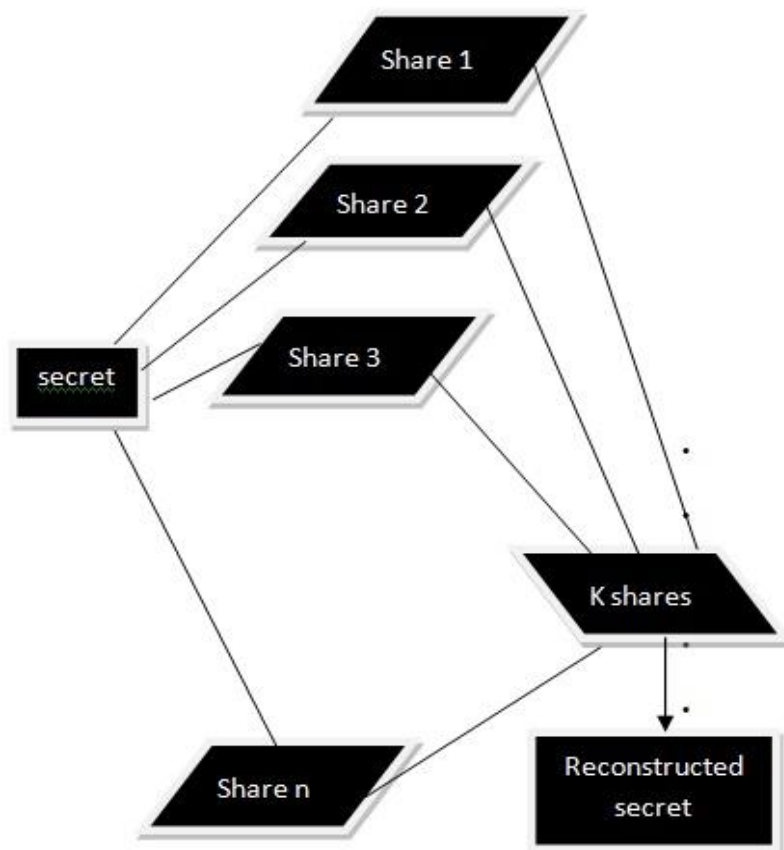 Share 1
Share 2
Share 3
secret
K shares
Share n
Reconstructed
secret